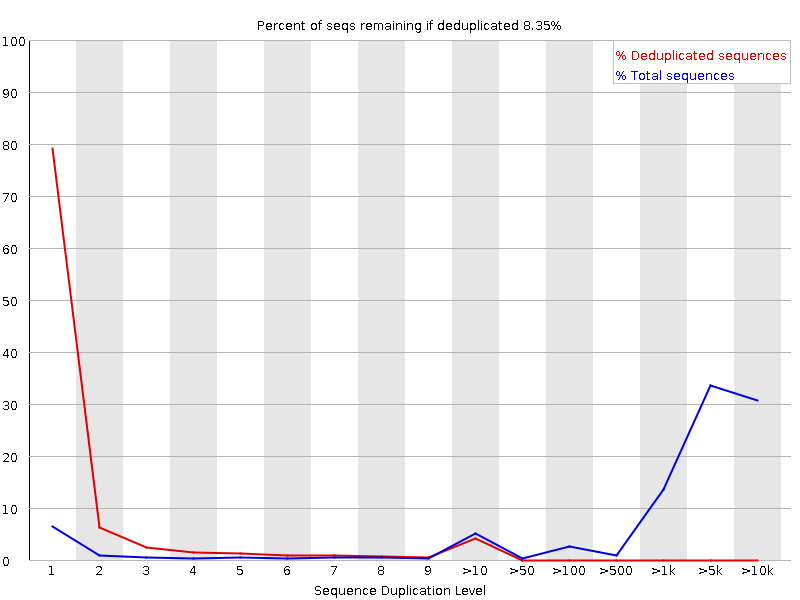 Percent of seqs remaining if deduplicated 8.35%
% Deduplicated sequences
% Total sequences
100
90
80
70
60
50
40
30
20
10
0
1 2 3 4 5 6 7 8 9 >10 >50 >100 >500 >1k >5k >10k
Sequence Duplication Level